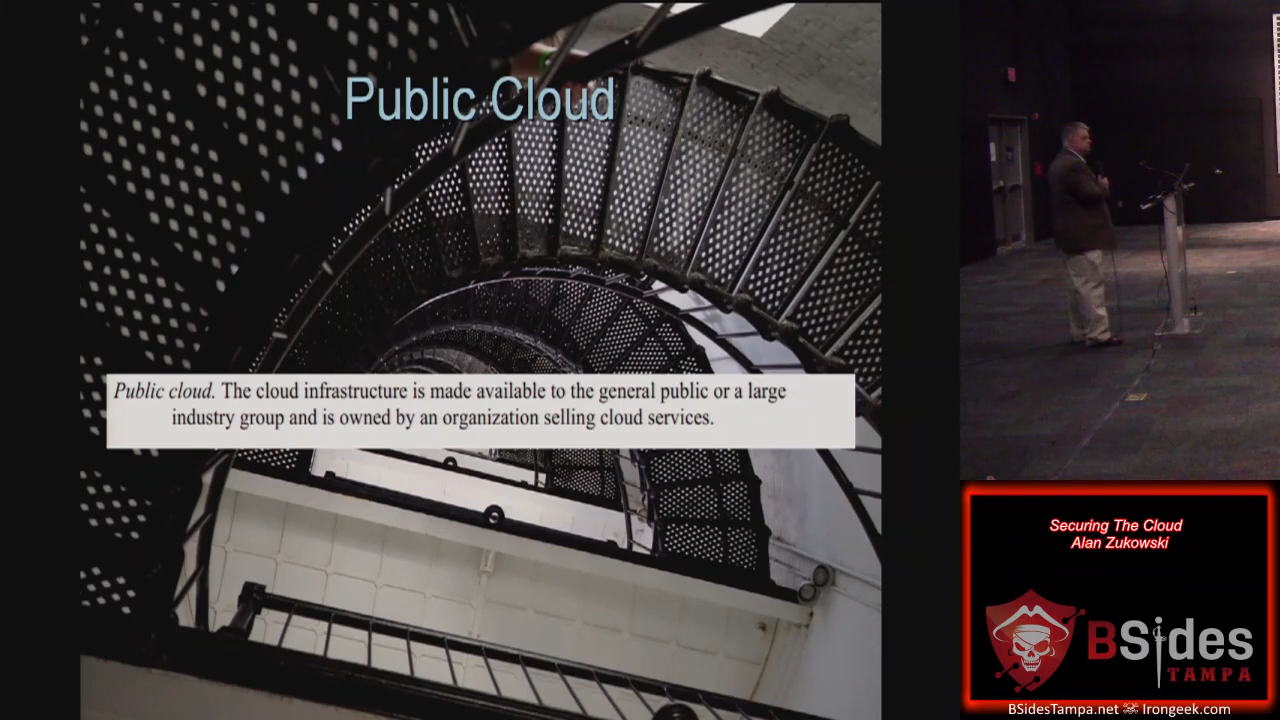 Public Cloud
Public cloud. The cloud infrastructure is made available to the general public or a large
industry group and is owned by an organization selling cloud services.
Securing The Cloud
Alan Zukowski
BSides
TAMPA
BSidesTampa.net Irongeek.com